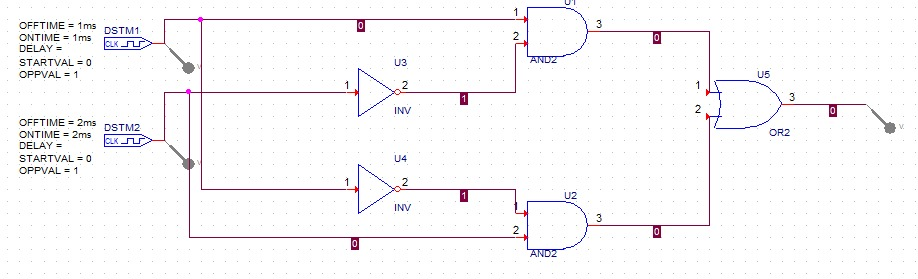 OFFTIME = 1ms
ONTIME = 1ms
DELAY =
STARTVAL = 0
OPPVAL = 1
DSTM1
CLK
OFFTIME = 2ms
ONTIME = 2ms
DELAY =
STARTVAL = 0
OPPVAL = 1
DSTM2
CLK
V
V
0
1
2
U1
3
AND2
0
U3
1
2
INV
1
U4
1
2
INV
1
0
1
2
U2
3
AND2
0
1
2
U5
3
OR2
0
V